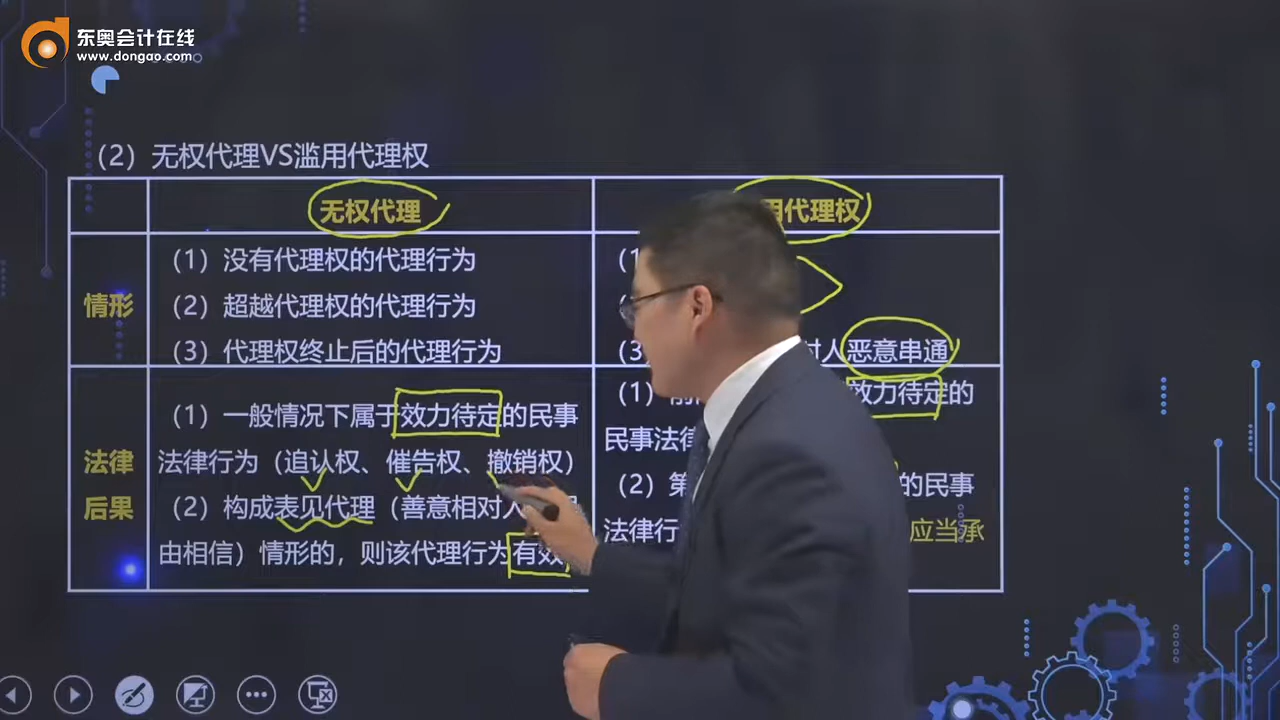 东奥会计在线
www.dongao.com
（2）无权代理VS滥用代理权
无权代理
用代理权
情形
（1）没有代理权的代理行为
（2）超越代理权的代理行为
（3）代理权终止后的代理行为
（1
（3
对人恶意串通
法律
后果
（1）一般情况下属于效力待定的民事
法律行为（追认权、催告权、撤销权）
（2）构成表见代理（善意相对人
由相信）情形的，则该代理行为有效
（1）前
效力待定的
民事法律
（2）第
的民事
法律行
应当承